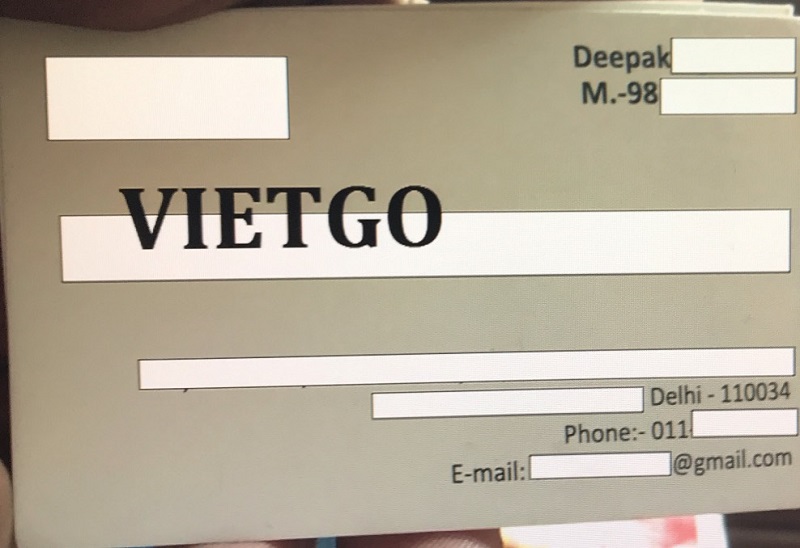 Deepak
M.-98
VIETGO
Delhi - 110034
Phone:- 011
E-mail: @gmail.com